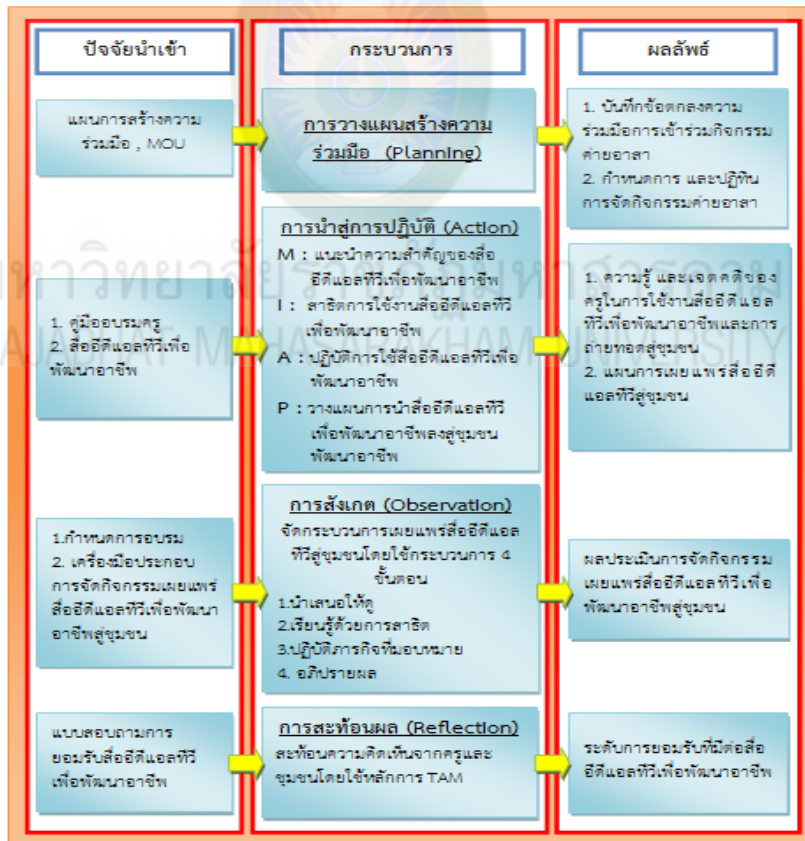 ปัจจัยนำเข้า
กระบวนการ
ผลลัพธ์
แผนการสร้างความ
ร่วมมือ , MOU
การวางแผนสร้างความ
ร่วมมือ (Planning)
1. บันทึกข้อตกลงความ
ร่วมมือการเข้าร่วมกิจกรรม
ค่ายอาสา
2. กำหนดการ และปฏิทิน
การจัดกิจกรรมค่ายอาสา
1. คู่มืออบรมครู
2. สื่ออีดีแอลทีวีเพื่อ
พัฒนาอาชีพ
การนำสู่การปฏิบัติ (Action)
M : แนะนำความสำคัญของสื่อ
อีดีแอลทีวีเพื่อพัฒนาอาชีพ
I : สาธิตการใช้งานสื่ออีดีแอลทีวี
เพื่อพัฒนาอาชีพ
A : ปฏิบัติการใช้สื่ออีดีแอลทีวีเพื่อ
พัฒนาอาชีพ
P : วางแผนการนำสื่ออีดีแอลทีวี
เพื่อพัฒนาอาชีพลงสู่ชุมชน
พัฒนาอาชีพ
1. ความรู้ และเจตคติของ
ครูในการใช้งานสื่ออีดีแอล
ทีวีเพื่อพัฒนาอาชีพและการ
ถ่ายทอดสู่ชุมชน
2. แผนการเผยแพร่สื่ออีดี
แอลทีวีสู่ชุมชน
1.กำหนดการอบรม
2. เครื่องมือประกอบ
การจัดกิจกรรมเผยแพร่
สื่ออีดีแอลทีวีเพื่อพัฒนา
อาชีพสู่ชุมชน
การสังเกต (Observation)
จัดกระบวนการเผยแพร่สื่ออีดีแอล
ทีวีสู่ชุมชนโดยใช้กระบวนการ 4
ขั้นตอน
1.นำเสนอให้ดู
2.เรียนรู้ด้วยการสาธิต
3.ปฏิบัติภารกิจที่มอบหมาย
4. อภิปรายผล
ผลประเมินการจัดกิจกรรม
เผยแพร่สื่ออีดีแอลทีวีเพื่อ
พัฒนาอาชีพสู่ชุมชน
แบบสอบถามการ
ยอมรับสื่ออีดีแอลทีวี
เพื่อพัฒนาอาชีพ
การสะท้อนผล (Reflection)
สะท้อนความคิดเห็นจากครูและ
ชุมชนโดยใช้หลักการ TAM
ระดับการยอมรับที่มีต่อสื่อ
อีดีแอลทีวีเพื่อพัฒนาอาชีพ